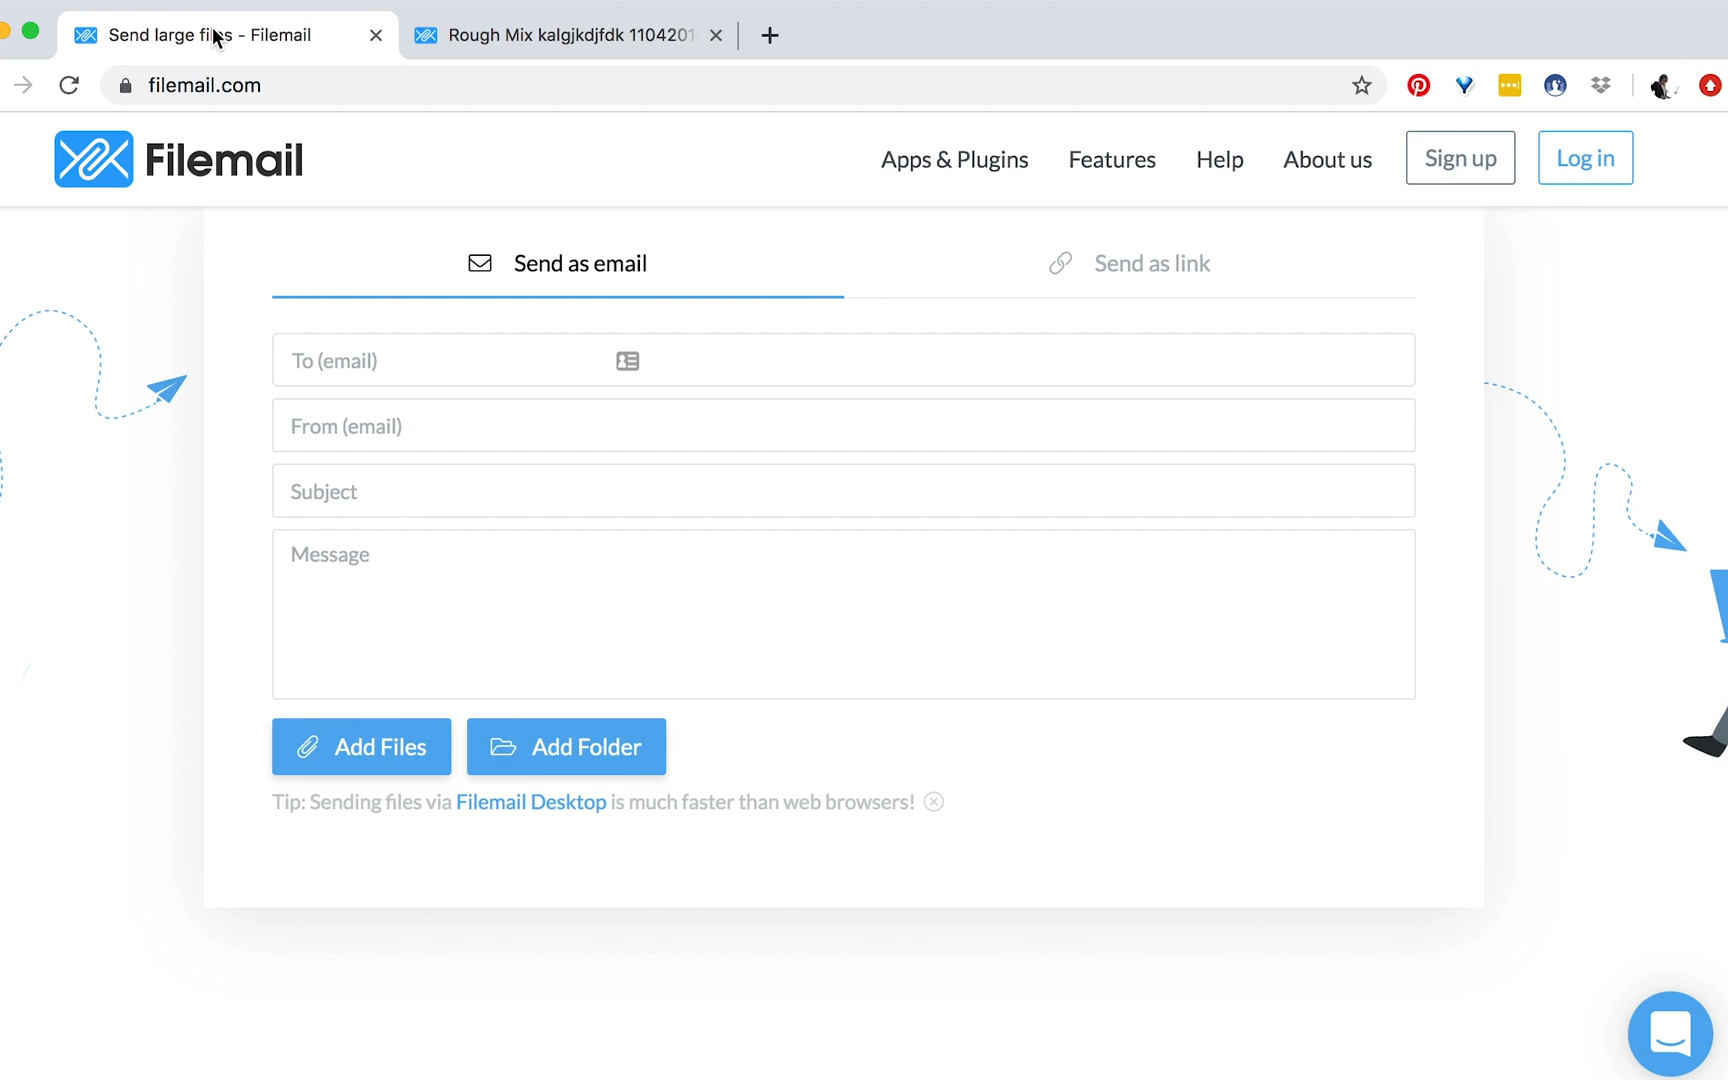 Send large files - Filemail
Rough Mix kalgjkdjfdk 1104201
filemail.com
Filemail
Apps & Plugins
Features
Help
About us
Sign up
Log in
Send as email
Send as link
To (email)
From (email)
Subject
Message
Add Files
Add Folder
Tip: Sending files via Filemail Desktop is much faster than web browsers!